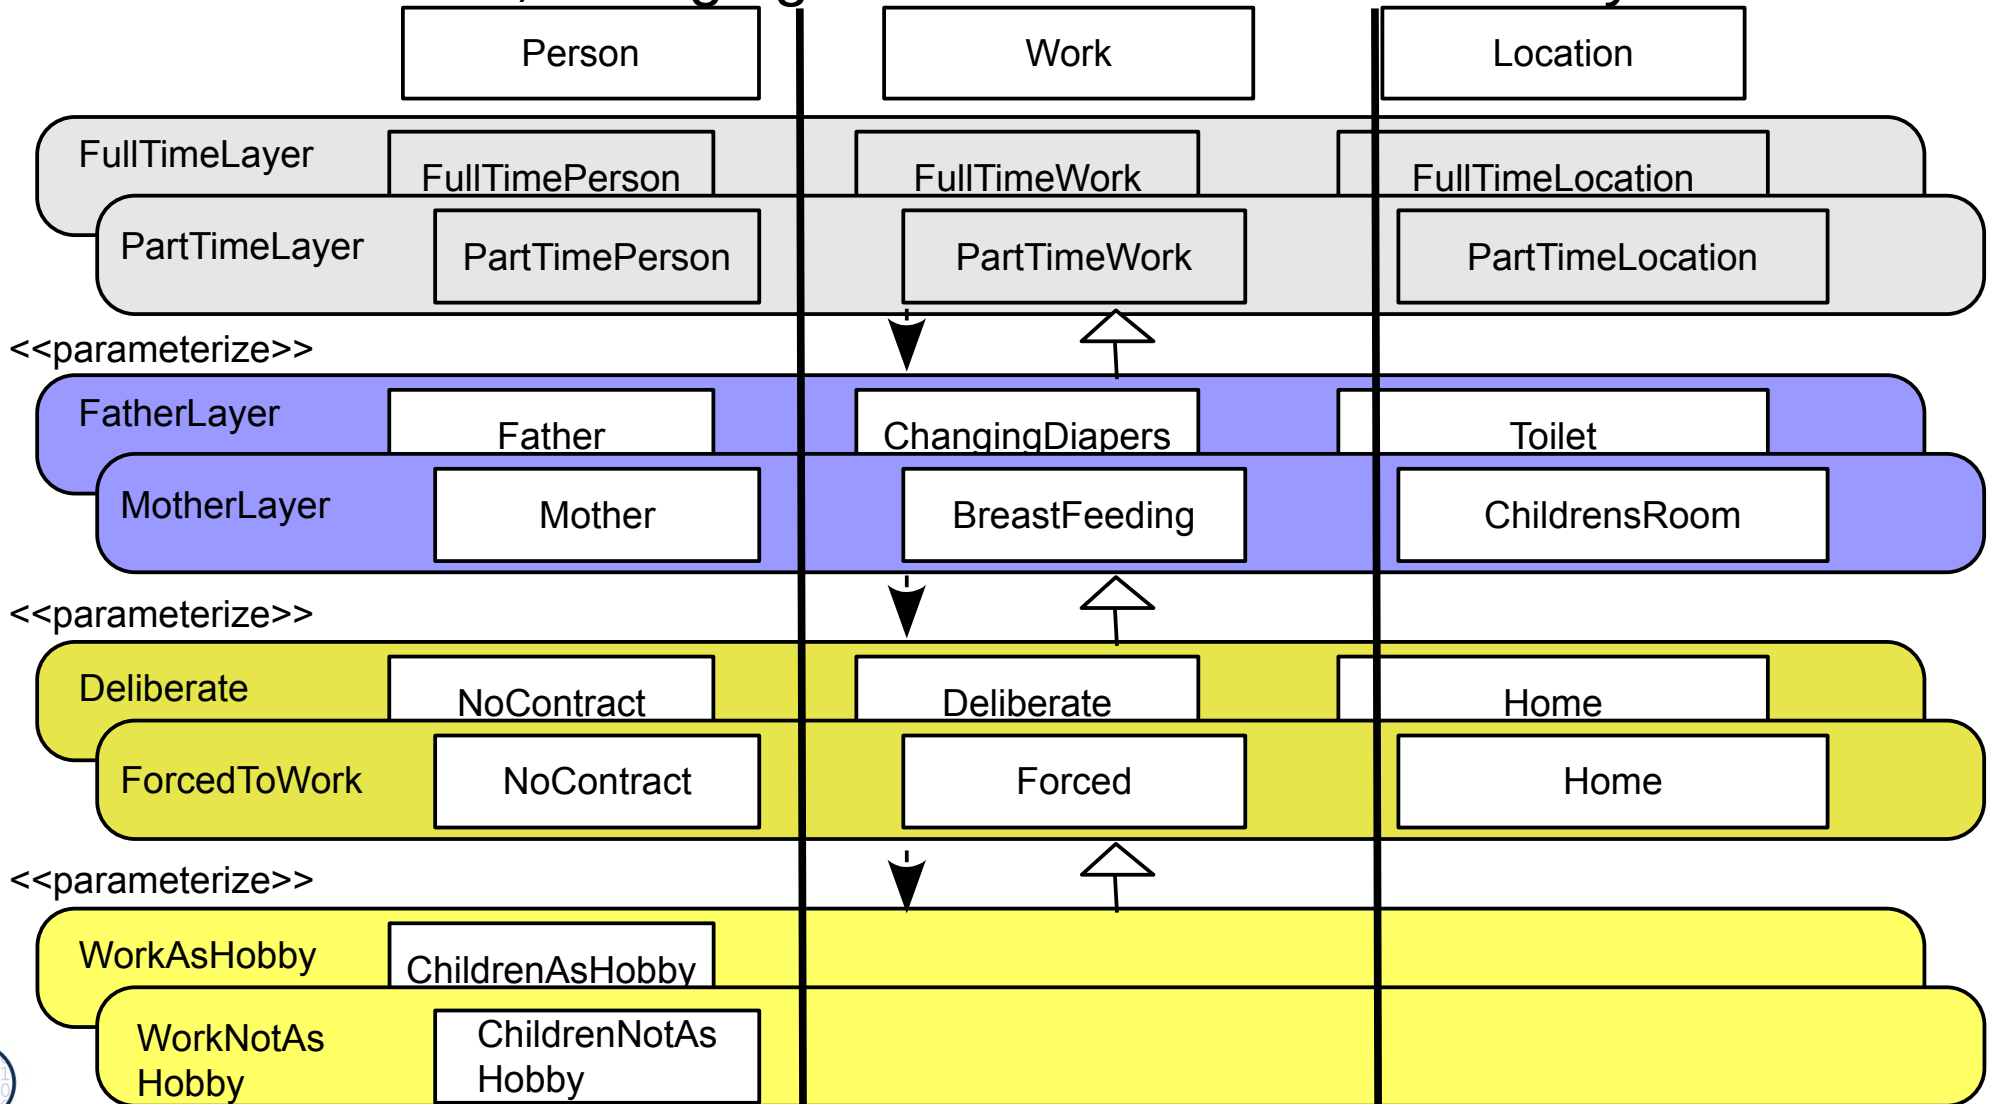 Person
Work
Location
FullTimeLayer
FullTimePerson
FullTimeWork
FullTimeLocation
PartTimeLayer
PartTimePerson
PartTimeWork
PartTimeLocation
<<parameterize>>
FatherLayer
Father
ChangingDiapers
Toilet
MotherLayer
Mother
BreastFeeding
ChildrensRoom
<<parameterize>>
Deliberate
NoContract
Deliberate
Home
ForcedToWork
NoContract
Forced
Home
<<parameterize>>
WorkAsHobby
ChildrenAsHobby
WorkNotAs
Hobby
ChildrenNotAs
Hobby